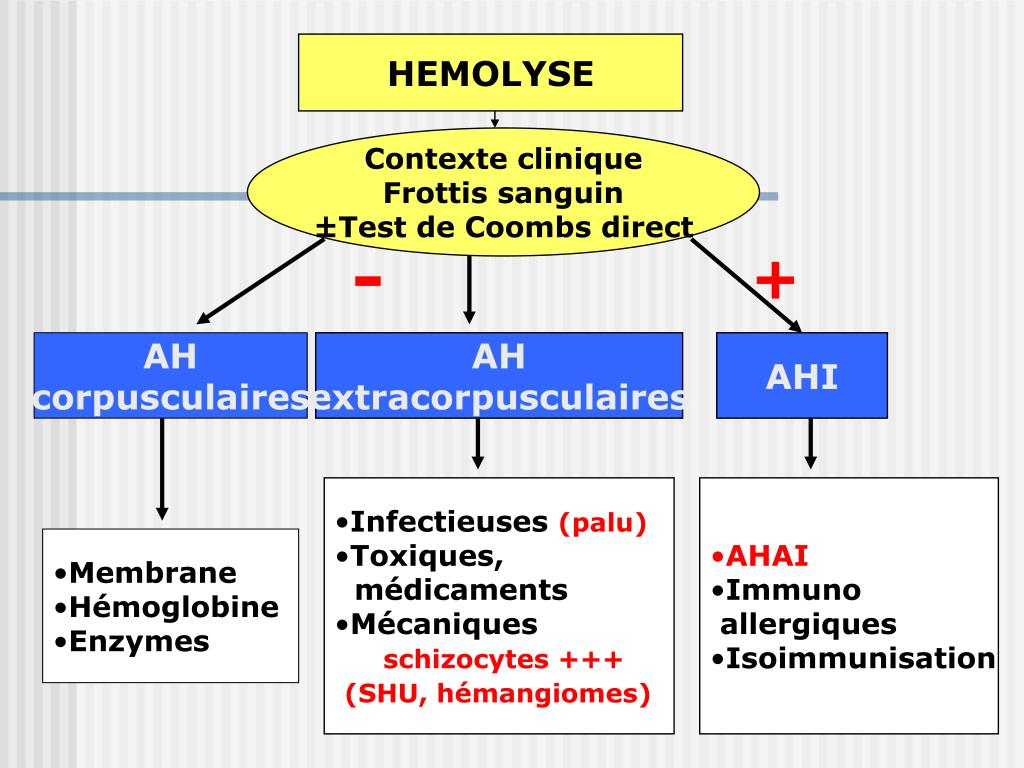 HEMOLYSE
Contexte clinique
Frottis sanguin
±Test de Coombs direct
-
+
AH
corpusculaires
AH
extracorpusculaires
AHI
•Membrane
•Hémoglobine
•Enzymes
•Infectieuses (palu)
•Toxiques,
médicaments
•Mécaniques
schizocytes +++
(SHU, hémangiomes)
•AHAI
•Immuno
allergiques
•Isoimmunisation